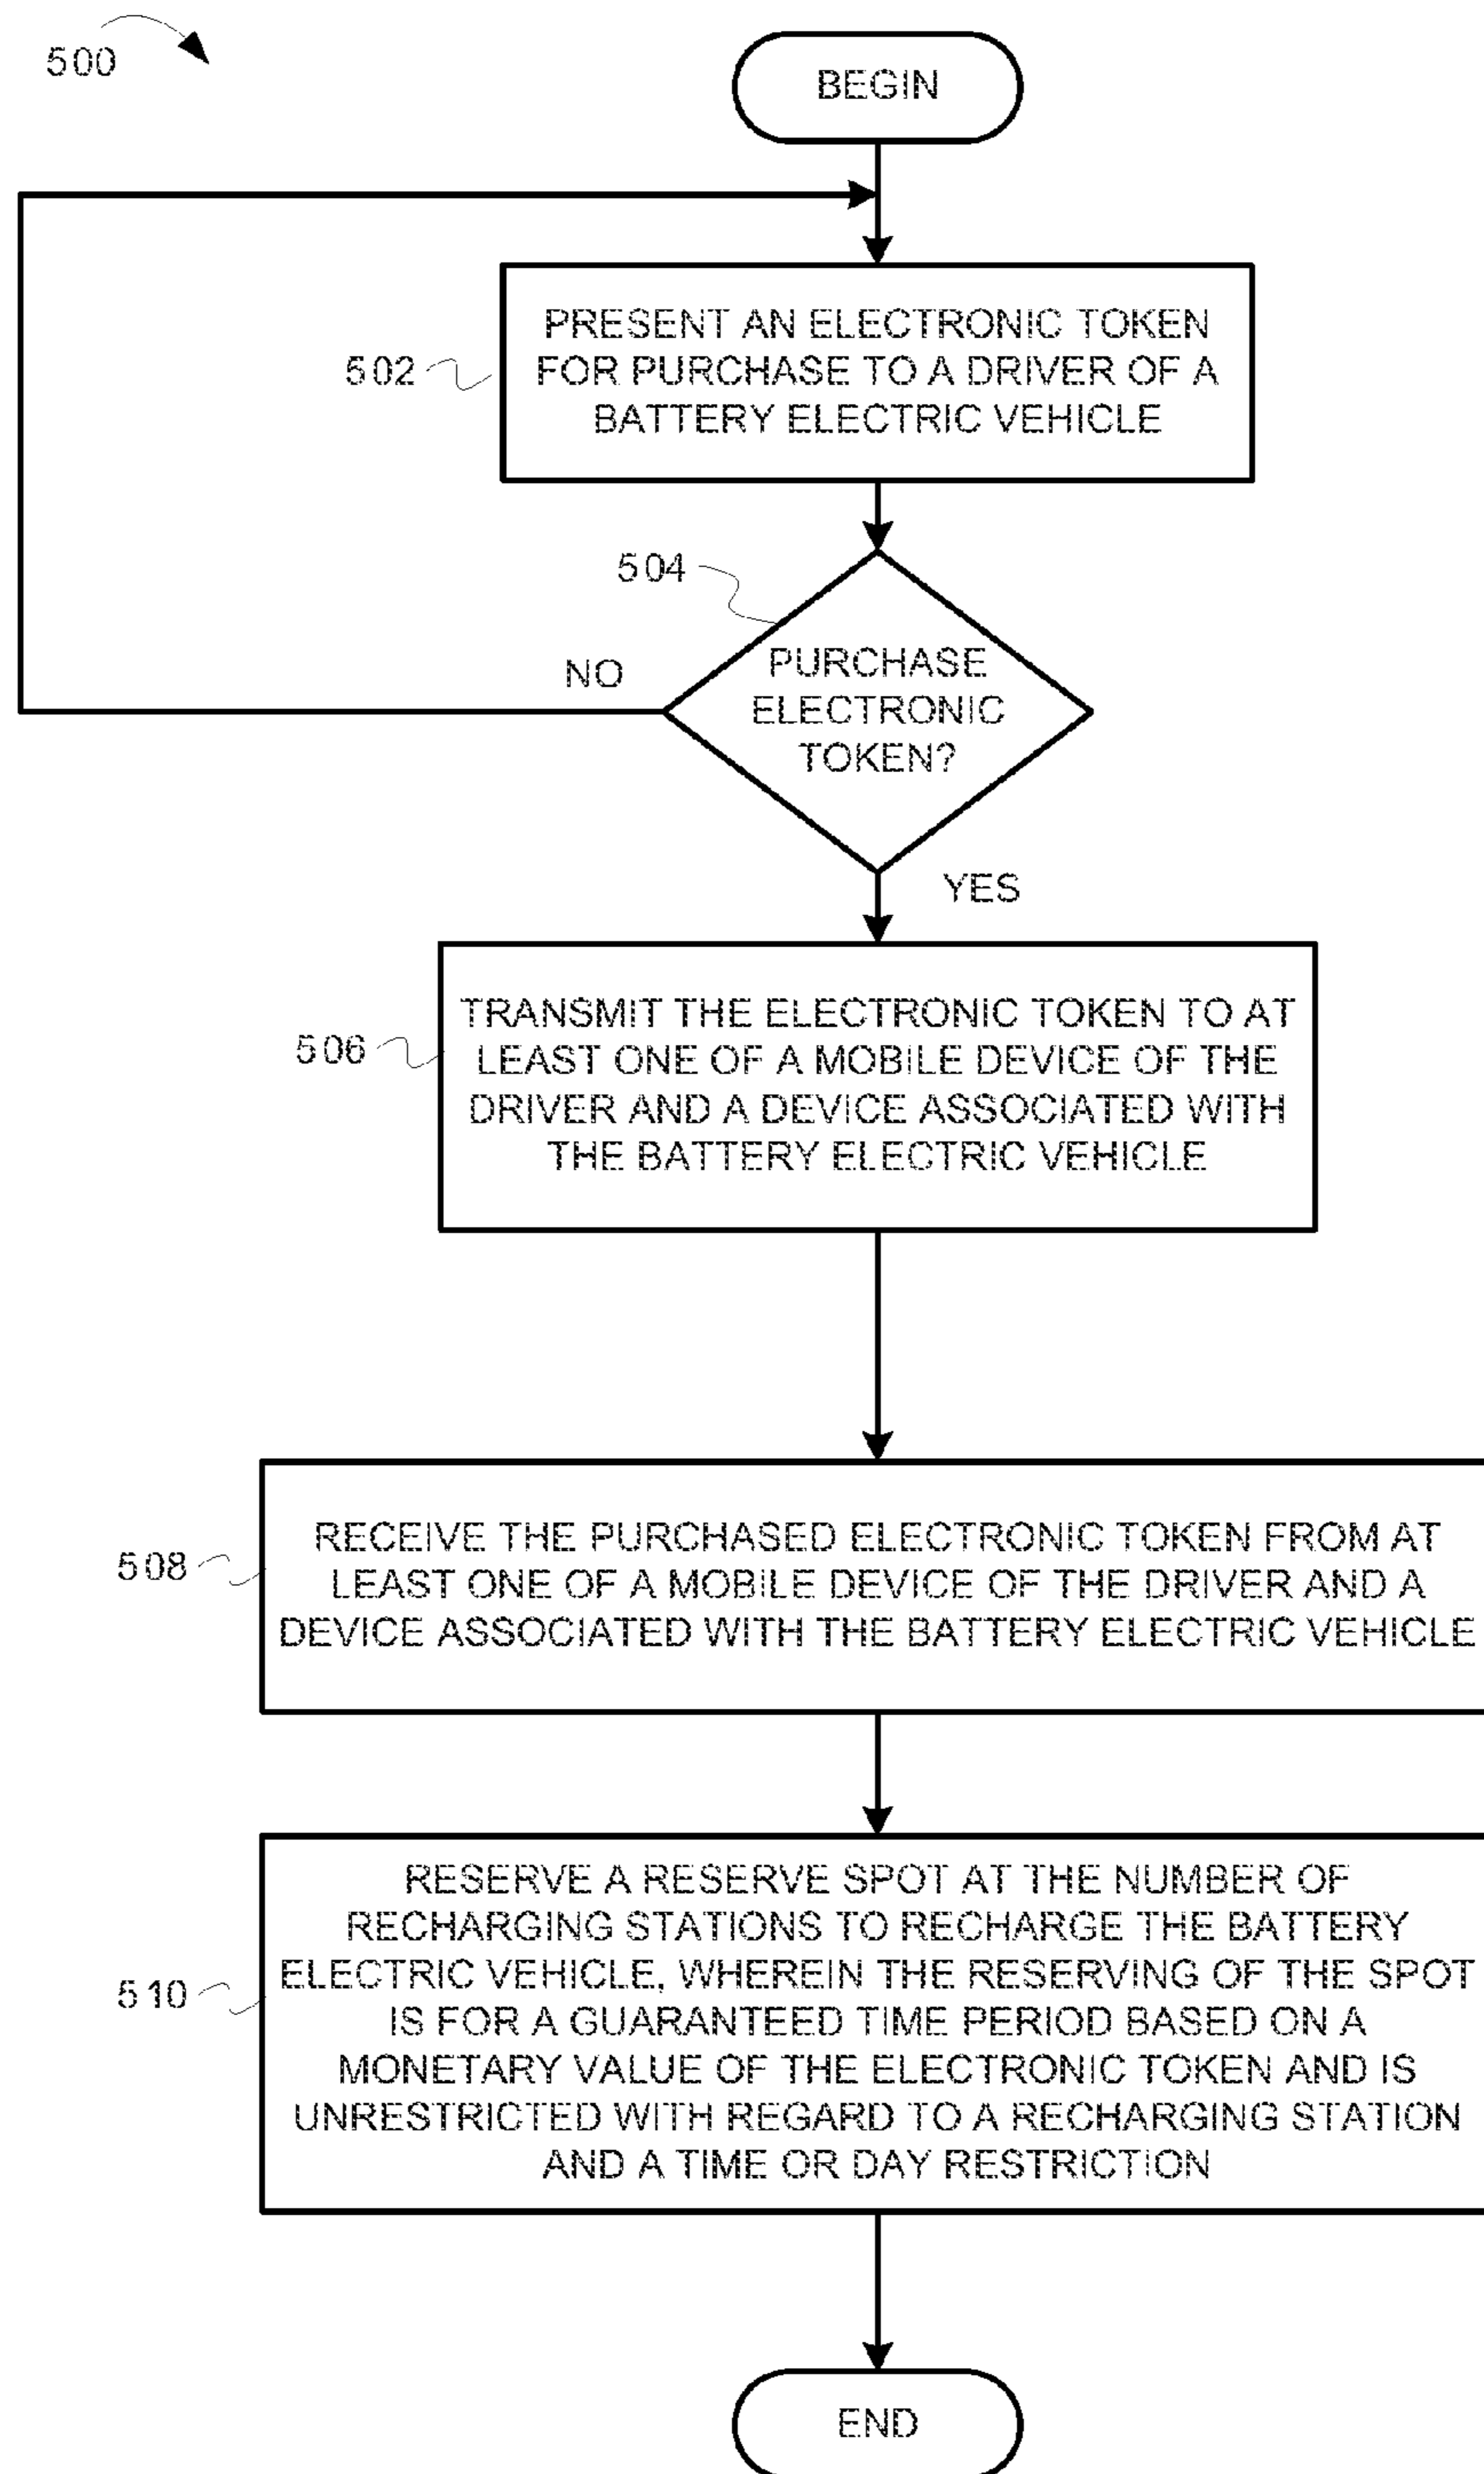 500
BEGIN
502
PRESENT AN ELECTRONIC TOKEN
FOR PURCHASE TO A DRIVER OF A
BATTERY ELECTRIC VEHICLE
504
PURCHASE
ELECTRONIC
TOKEN?
NO
YES
506
TRANSMIT THE ELECTRONIC TOKEN TO AT
LEAST ONE OF A MOBILE DEVICE OF THE
DRIVER AND A DEVICE ASSOCIATED WITH
THE BATTERY ELECTRIC VEHICLE
508
RECEIVE THE PURCHASED ELECTRONIC TOKEN FROM AT
LEAST ONE OF A MOBILE DEVICE OF THE DRIVER AND A
DEVICE ASSOCIATED WITH THE BATTERY ELECTRIC VEHICLE
510
RESERVE A RESERVE SPOT AT THE NUMBER OF
RECHARGING STATIONS TO RECHARGE THE BATTERY
ELECTRIC VEHICLE, WHEREIN THE RESERVING OF THE SPOT
IS FOR A GUARANTEED TIME PERIOD BASED ON A
MONETARY VALUE OF THE ELECTRONIC TOKEN AND IS
UNRESTRICTED WITH REGARD TO A RECHARGING STATION
AND A TIME OR DAY RESTRICTION
END